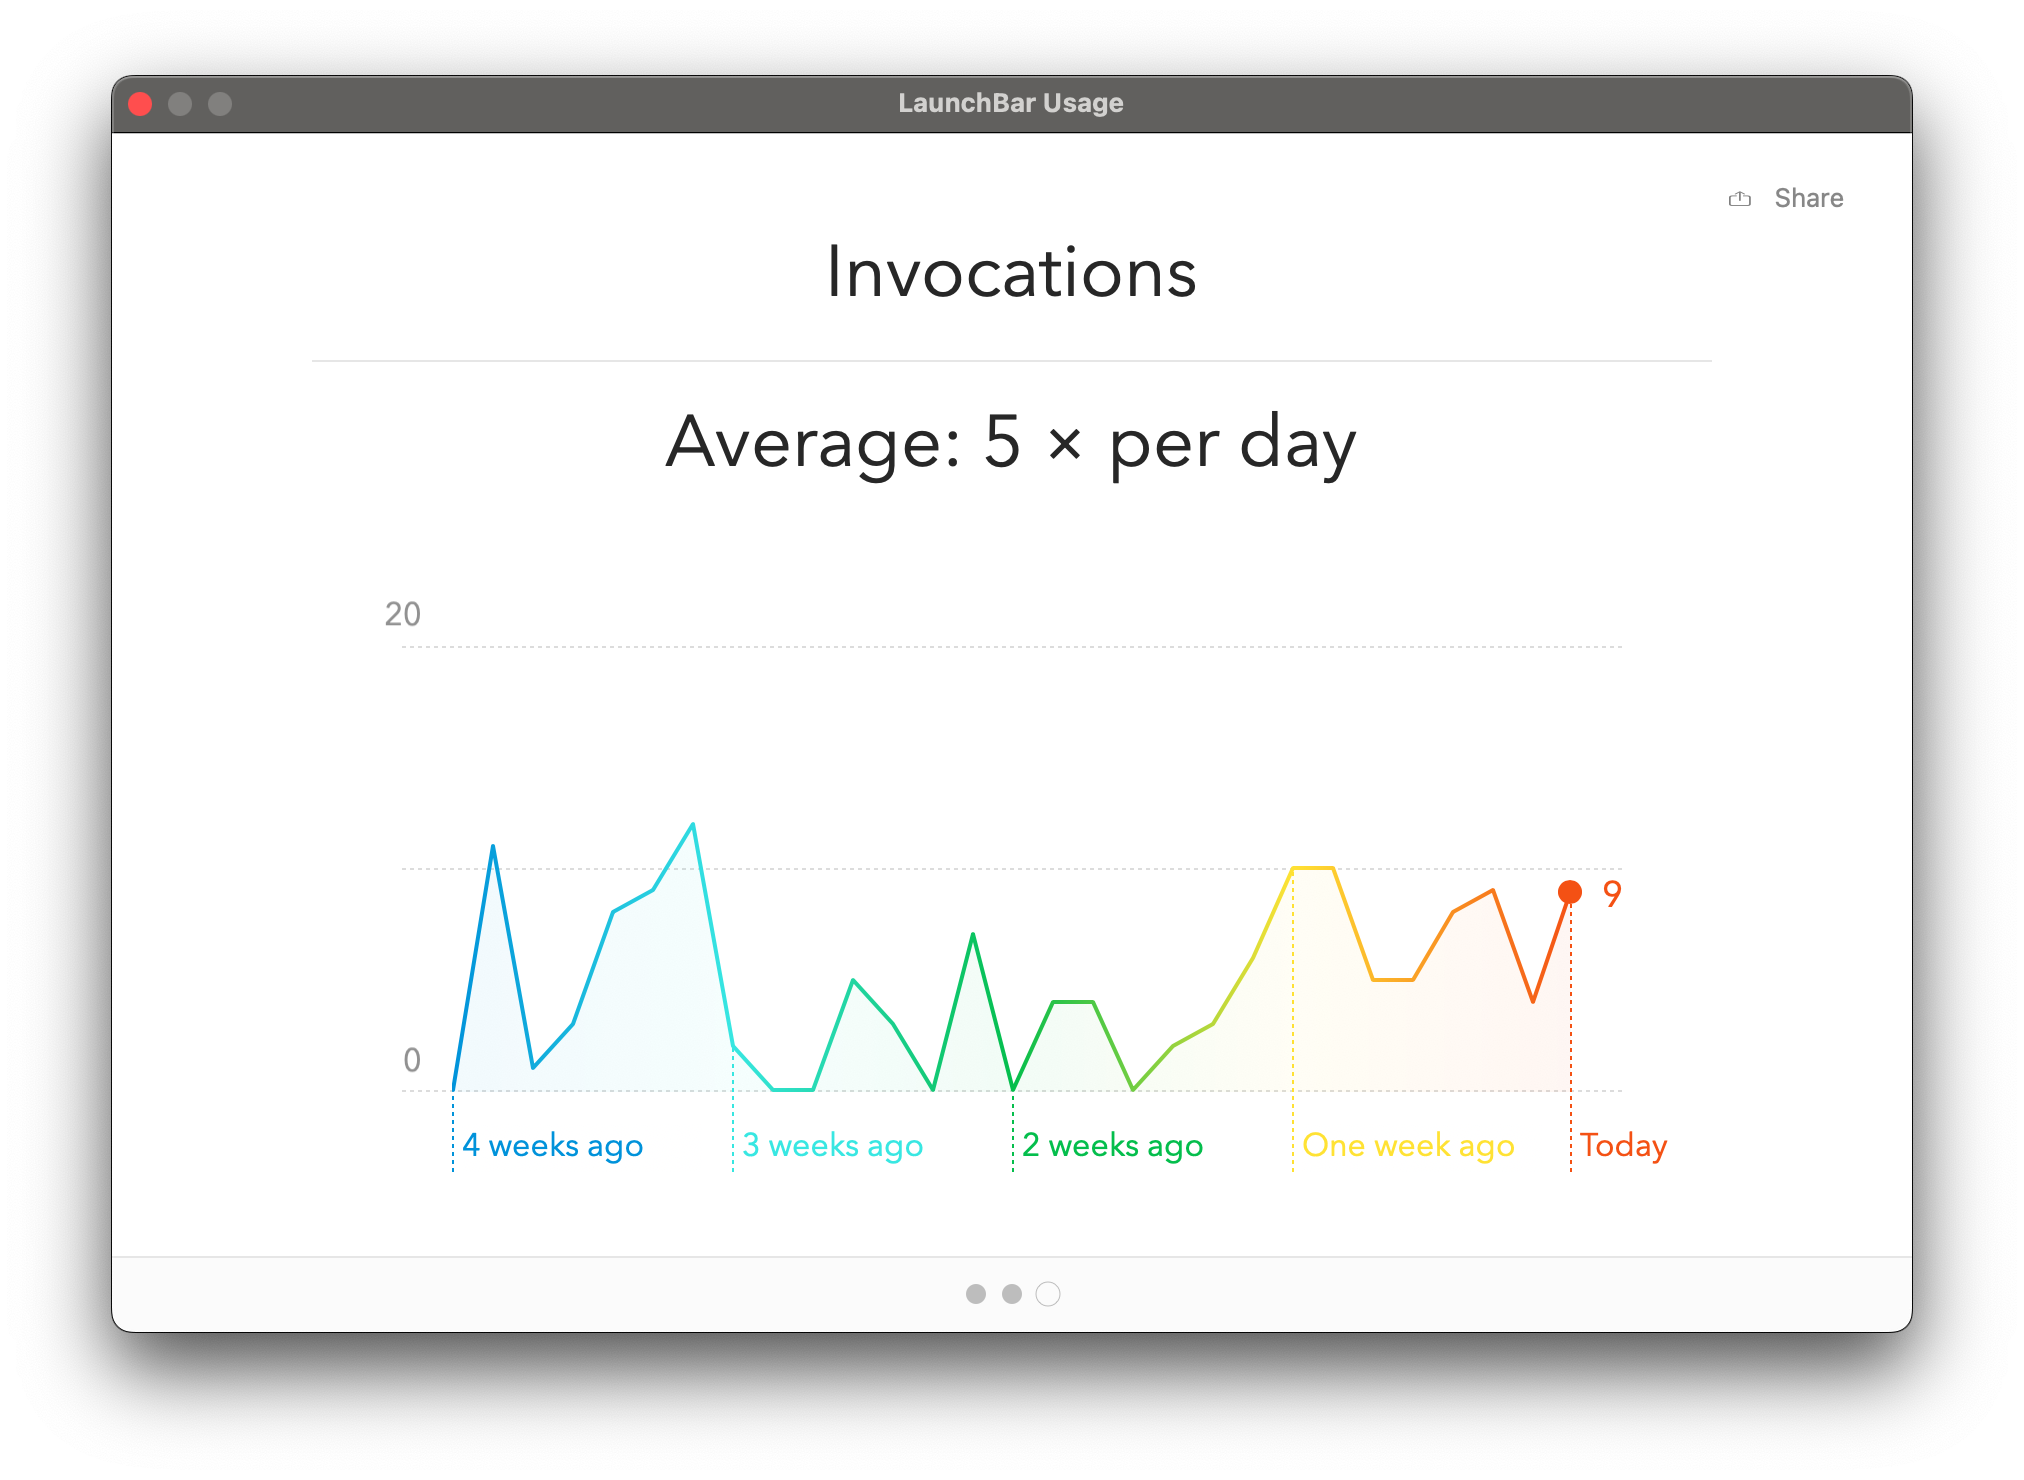 LaunchBar Usage
Share
Invocations
Average: 5 × per day
20
9
0
4 weeks ago
3 weeks ago
2 weeks ago
One week ago
Today